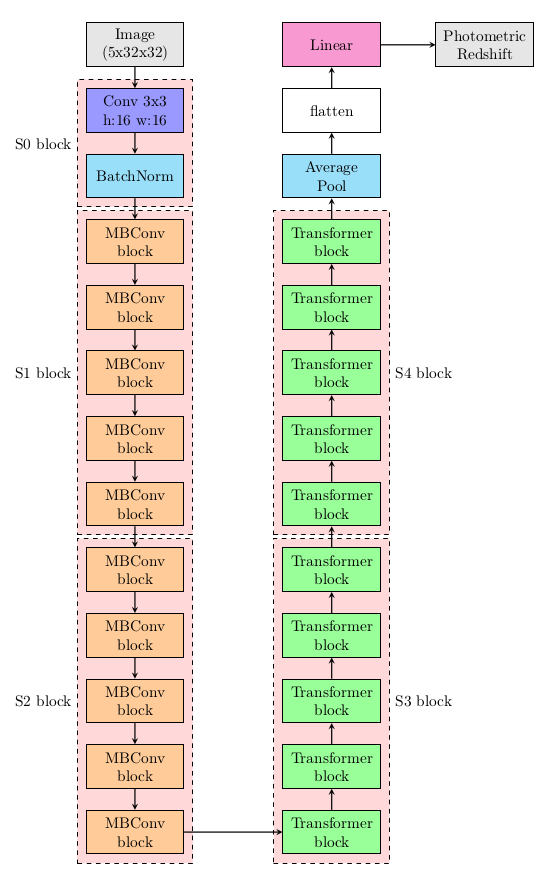 Image
(5x32x32)
Conv 3x3
h:16 w:16
S0 block
BatchNorm
MBConv
block
MBConv
block
S1 block
MBConv
block
MBConv
block
MBConv
block
MBConv
block
MBConv
block
S2 block
MBConv
block
MBConv
block
MBConv
block
Linear
Photometric
Redshift
flatten
Average
Pool
Transformer
block
Transformer
block
Transformer
block
S4 block
Transformer
block
Transformer
block
Transformer
block
Transformer
block
Transformer
block
S3 block
Transformer
block
Transformer
block